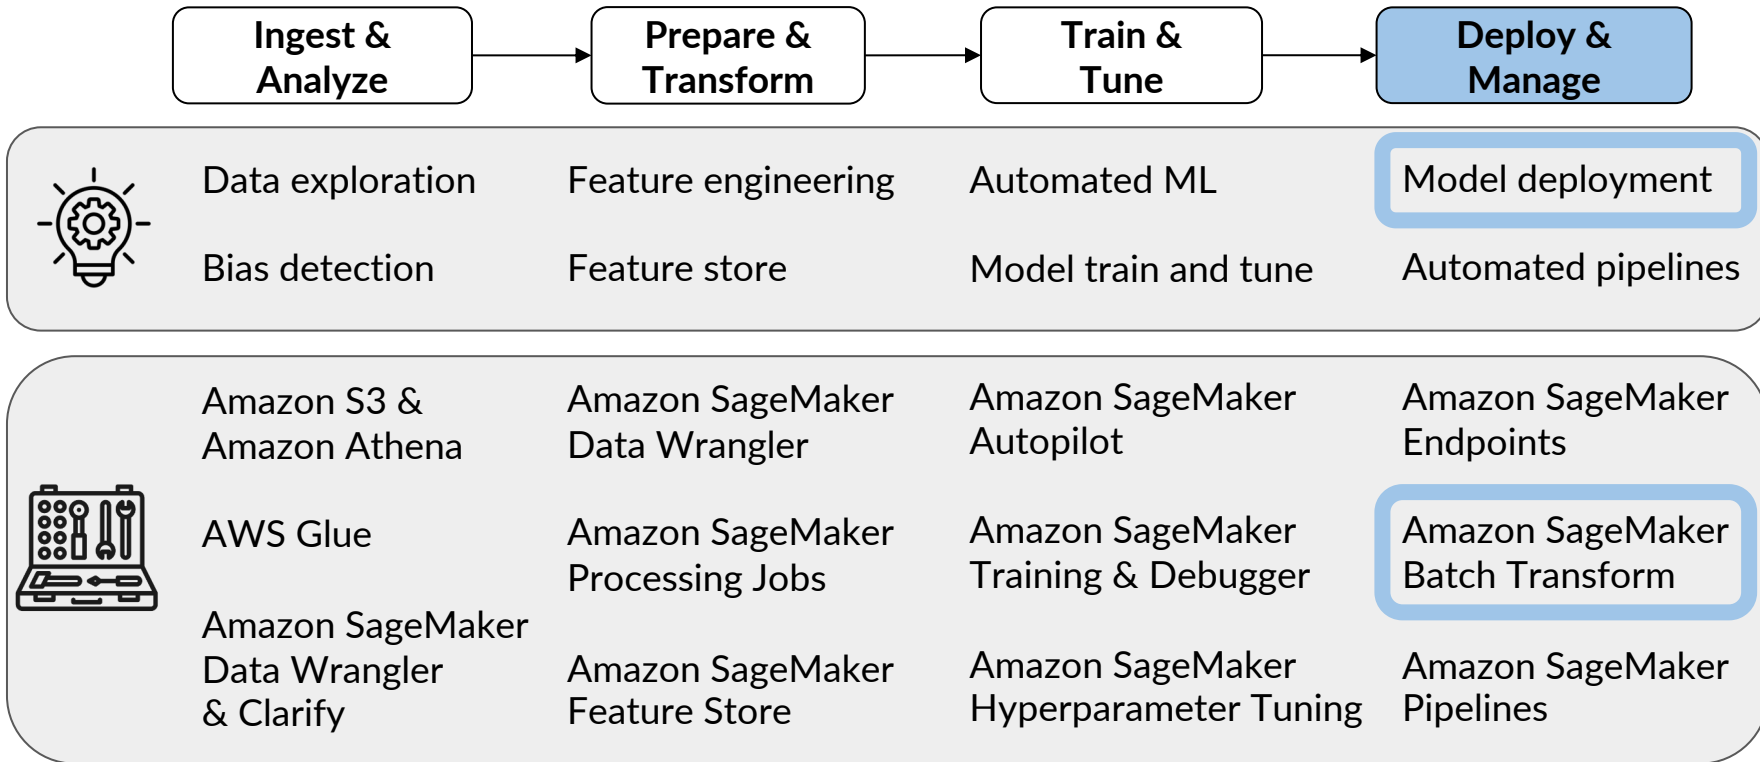 Ingest &
Analyze
Prepare &
Transform
Train &
Tune
Deploy &
Manage
Data exploration
Feature engineering
Automated ML
Model deployment
Bias detection
Feature store
Model train and tune
Automated pipelines
Amazon S3 &
Amazon Athena
Amazon SageMaker
Data Wrangler
Amazon SageMaker
Autopilot
Amazon SageMaker
Endpoints
AWS Glue
Amazon SageMaker
Processing Jobs
Amazon SageMaker
Training & Debugger
Amazon SageMaker
Batch Transform
Amazon SageMaker
Data Wrangler
& Clarify
Amazon SageMaker
Feature Store
Amazon SageMaker
Hyperparameter Tuning
Amazon SageMaker
Pipelines